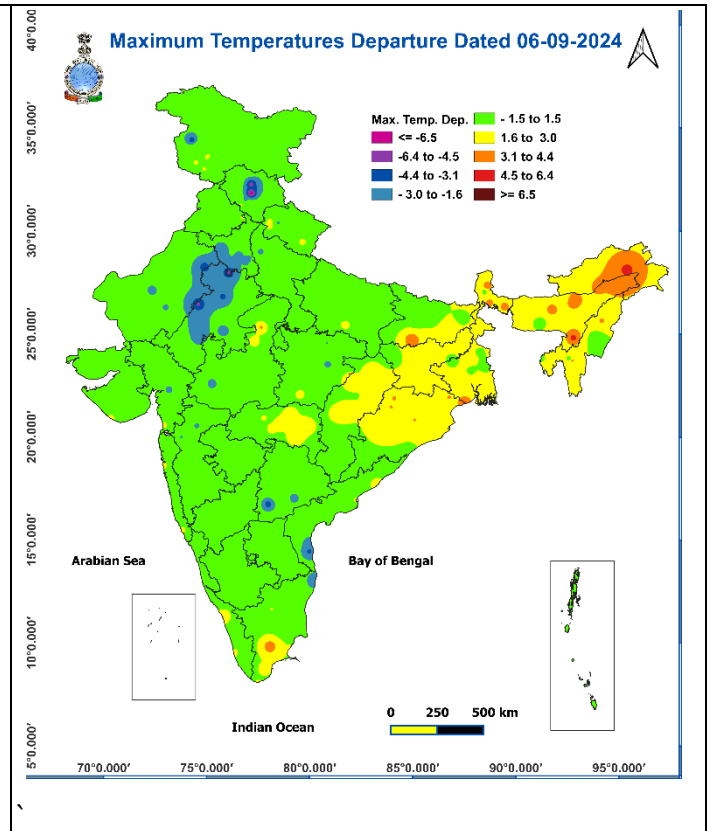 Maximum Temperatures Departure Dated 06-09-2024
Max. Temp. Dep.
<= -6.5
-6.4 to -4.5
-4.4 to -3.1
- 3.0 to -1.6
- 1.5 to 1.5
1.6 to 3.0
3.1 to 4.4
4.5 to 6.4
>= 6.5
40°0.000'
35°0.000'
30°0.000'
25°0.000'
20°0.000'
15°0.000'
10°0.000'
5°0.000'
Arabian Sea
Bay of Bengal
Indian Ocean
0 250 500 km
70°0.000' 75°0.000' 80°0.000' 85°0.000' 90°0.000' 95°0.000'
`